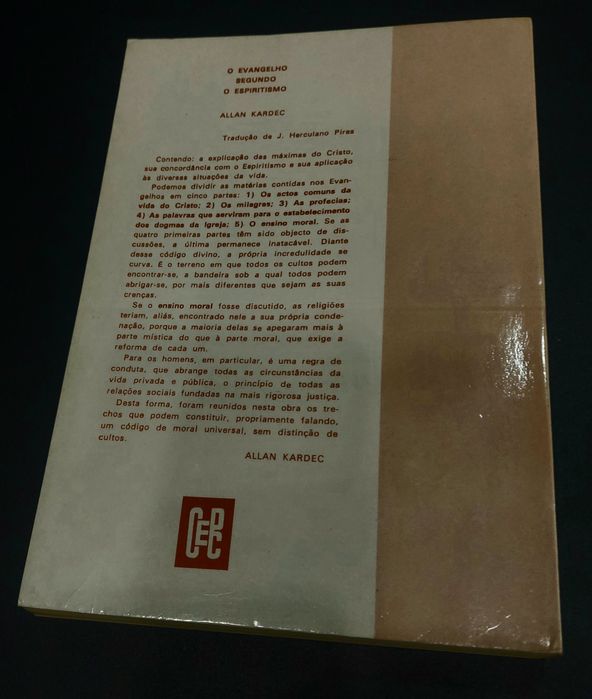 O EVANGELHO
SEGUNDO
O ESPIRITISMO
ALLAN KARDEC
Tradução de J. Herculano Pires
Contendo: a explicação das máximas do Cristo,
sua concordância com o Espiritismo e sua aplicação
às diversas situações da vida.
Podemos dividir as matérias contidas nos Evan-
gelhos em cinco partes: 1) Os actos comuns da
vida do Cristo; 2) Os milagres; 3) As profecias;
4) As palavras que serviram para o estabelecimento
dos dogmas da Igreja; 5) O ensino moral. Se as
quatro primeiras partes têm sido objecto de dis-
cussões, a última permanece inatacável. Diante
desse código divino, a própria incredulidade se
curva. É o terreno em que todos os cultos podem
encontrar-se, a bandeira sob a qual todos podem
abrigar-se, por mais diferentes que sejam as suas
crenças.
Se o ensino moral fosse discutido, as religiões
teriam, aliás, encontrado nele a sua própria conde-
nação, porque a maioria delas se apegaram mais à
parte mística do que à parte moral, que exige a
reforma de cada um.
Para os homens, em particular, é uma regra de
conduta, que abrange todas as circunstâncias da
vida privada e pública, o princípio de todas as
relações sociais fundadas na mais rigorosa justiça.
Desta forma, foram reunidos nesta obra os tre-
chos que podem constituir, propriamente falando,
um código de moral universal, sem distinção de
cultos.
ALLAN KARDEC
CEPC